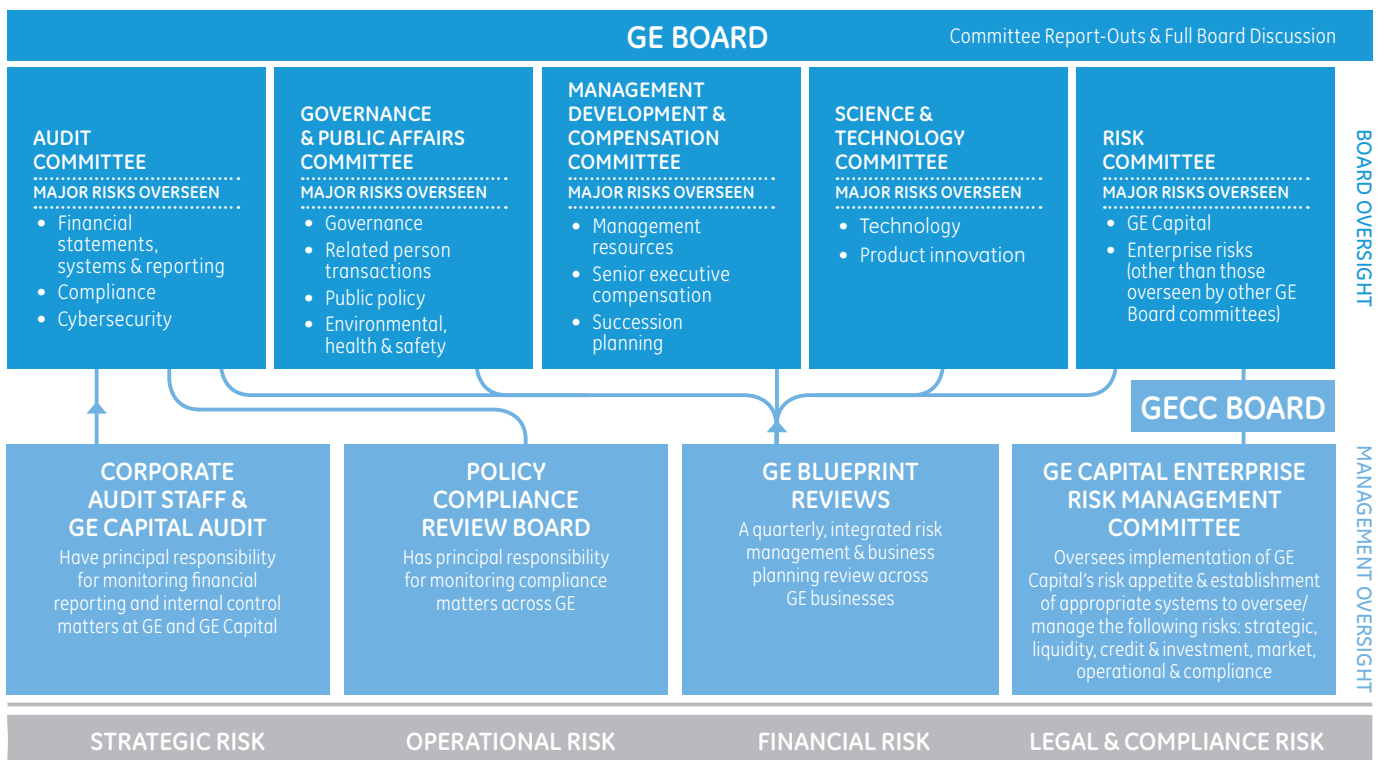 GE BOARD
Committee Report-Outs & Full Board Discussion
AUDIT
COMMITTEE
MAJOR RISKS OVERSEEN
• Financial
statements,
systems & reporting
• Compliance
• Cybersecurity
GOVERNANCE
& PUBLIC AFFAIRS
COMMITTEE
MAJOR RISKS OVERSEEN
• Governance
• Related person
transactions
• Public policy
• Environmental,
health & safety
MANAGEMENT
DEVELOPMENT &
COMPENSATION
COMMITTEE
MAJOR RISKS OVERSEEN
• Management
resources
• Senior executive
compensation
• Succession
planning
SCIENCE &
TECHNOLOGY
COMMITTEE
MAJOR RISKS OVERSEEN
• Technology
• Product innovation
RISK
COMMITTEE
MAJOR RISKS OVERSEEN
• GE Capital
• Enterprise risks
(other than those
overseen by other GE
Board committees)
BOARD OVERSIGHT
GECC BOARD
CORPORATE
AUDIT STAFF &
GE CAPITAL AUDIT
Have principal responsibility
for monitoring financial
reporting and internal control
matters at GE and GE Capital
POLICY
COMPLIANCE
REVIEW BOARD
Has principal responsibility
for monitoring compliance
matters across GE
GE BLUEPRINT
REVIEWS
A quarterly, integrated risk
management & business
planning review across
GE businesses
GE CAPITAL ENTERPRISE
RISK MANAGEMENT
COMMITTEE
Oversees implementation of GE
Capital's risk appetite & establishment
of appropriate systems to oversee/
manage the following risks: strategic,
liquidity, credit & investment, market,
operational & compliance
MANAGEMENT OVERSIGHT
STRATEGIC RISK
OPERATIONAL RISK
FINANCIAL RISK
LEGAL & COMPLIANCE RISK